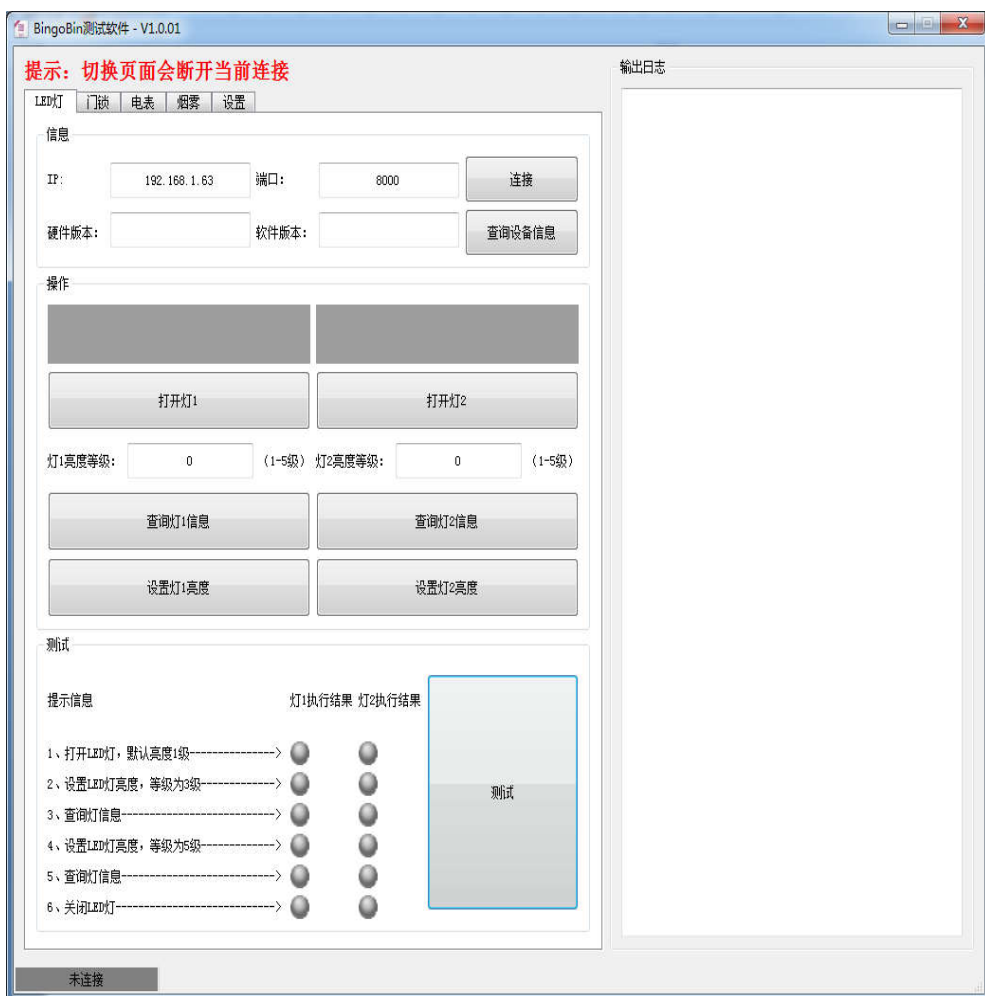 BingoBin测试软件 - V1.0.01
提示：切换页面会断开当前连接
LED灯 门锁 电表 烟雾 设置
信息
IP: 192.168.1.63 端口: 8000 连接
硬件版本: 软件版本: 查询设备信息
操作
打开灯1 打开灯2
灯1亮度等级: 0 (1-5级) 灯2亮度等级: 0 (1-5级)
查询灯1信息 查询灯2信息
设置灯1亮度 设置灯2亮度
测试
提示信息 灯1执行结果 灯2执行结果
1、打开LED灯，默认亮度1级--------------->
2、设置LED灯亮度，等级为3级------------->
3、查询灯信息--------------------------->
4、设置LED灯亮度，等级为5级------------->
5、查询灯信息--------------------------->
6、关闭LED灯---------------------------->
测试
输出日志
未连接